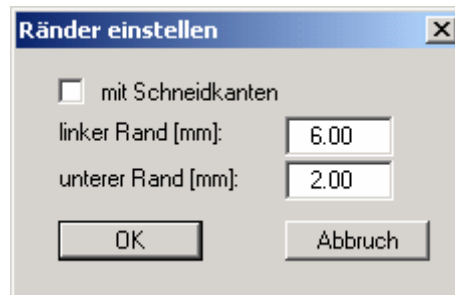 Ränder einstellen
mit Schneidkanten
linker Rand [mm]: 6.00
unterer Rand [mm]: 2.00
OK Abbruch